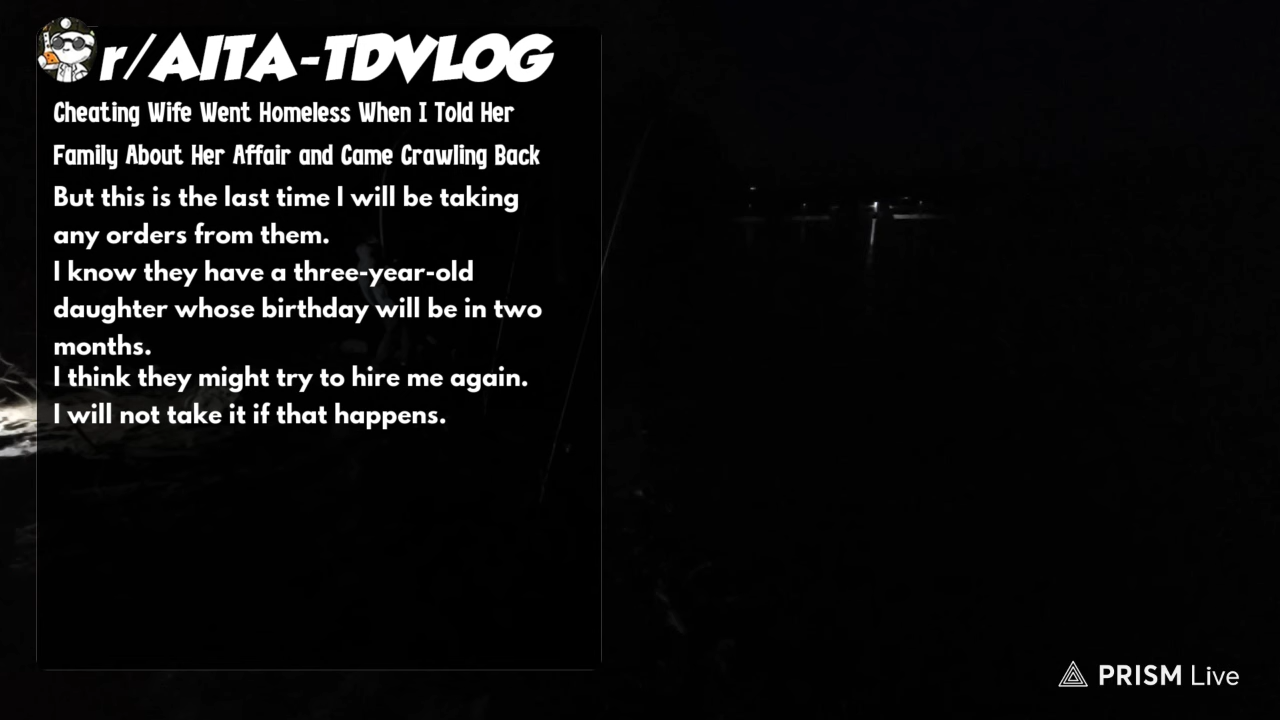 r/AITA-TDVLOG
Cheating Wife Went Homeless When I Told Her
Family About Her Affair and Came Crawling Back
But this is the last time I will be taking
any orders from them.
I know they have a three-year-old
daughter whose birthday will be in two
months.
I think they might try to hire me again.
I will not take it if that happens.
PRISM Live